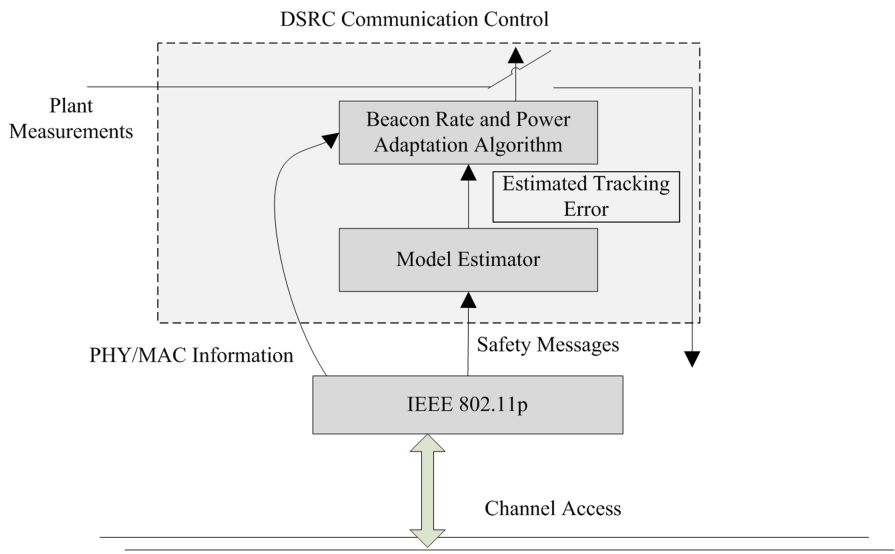 DSRC Communication Control
Plant
Measurements
Beacon Rate and Power
Adaptation Algorithm
Estimated Tracking
Error
Model Estimator
PHY/MAC Information
Safety Messages
IEEE 802.11p
Channel Access